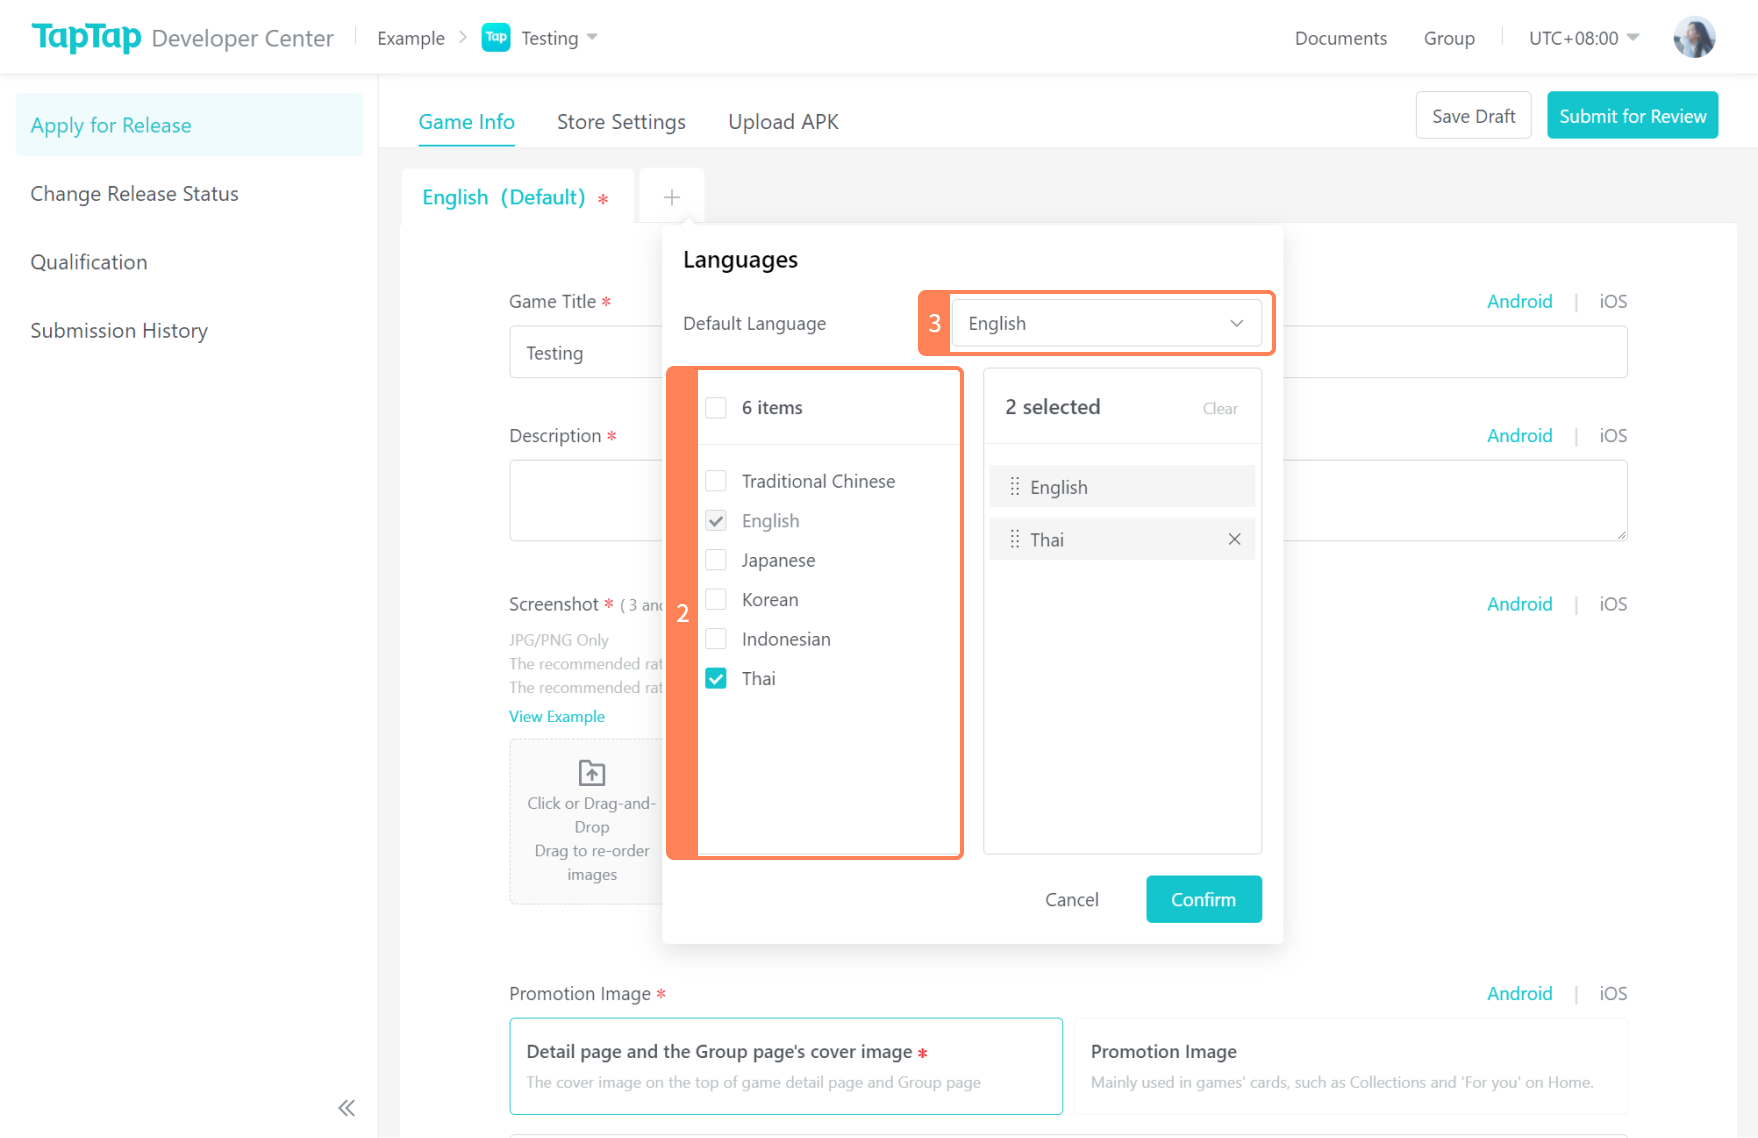 TapTap Developer Center
Example
Tap
Testing
Documents
Group
UTC+08:00
Apply for Release
Change Release Status
Qualification
Submission History
Game Info
Store Settings
Upload APK
Save Draft
Submit for Review
English (Default) *
+
Languages
Default Language
3
English
2
6 items
Traditional Chinese
English
Japanese
Korean
Indonesian
Thai
2 selected
Clear
English
Thai
Cancel
Confirm
Game Title *
Android | iOS
Testing
Description *
Android | iOS
Screenshot * ( 3
Android | iOS
JPG/PNG Only
The recommended
The recommended
View Example
Click or Drag-and-
Drop
Drag to re-order
images
Promotion Image *
Android | iOS
Detail page and the Group page's cover image *
The cover image on the top of game detail page and Group page
Promotion Image
Mainly used in games' cards, such as Collections and 'For you' on Home.